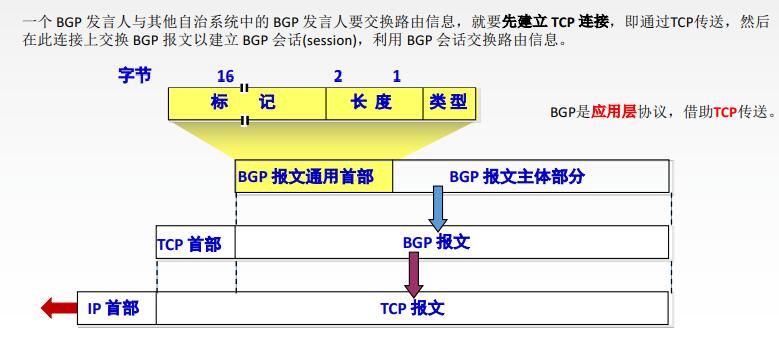 一个 BGP 发言人与其他自治系统中的 BGP 发言人要交换路由信息，就要先建立 TCP 连接，即通过TCP传送，然后
在此连接上交换 BGP 报文以建立 BGP 会话(session)，利用 BGP 会话交换路由信息。
字节 16 2 1
标 记 长 度 类型
BGP是应用层协议，借助TCP传送。
BGP 报文通用首部 BGP 报文主体部分
TCP 首部 BGP 报文
IP 首部 TCP 报文